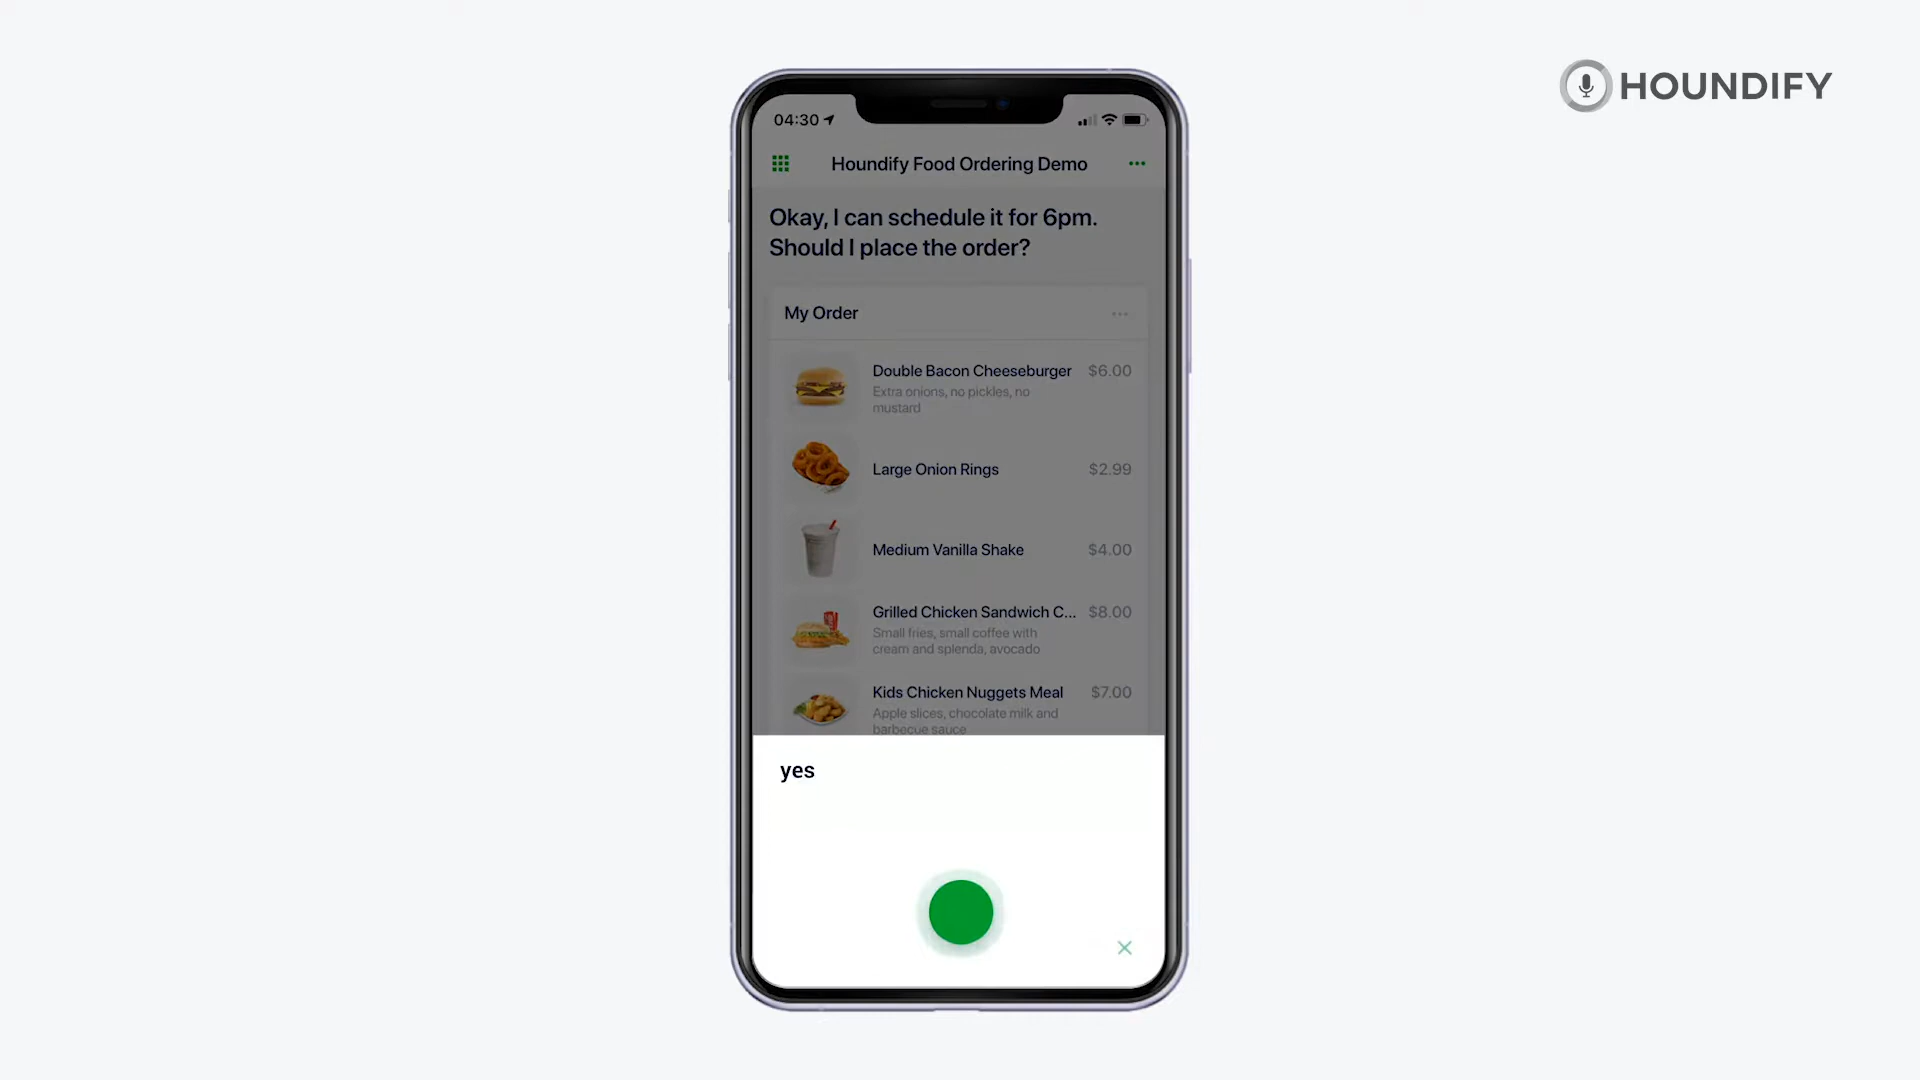 HOUNDIFY
04:30
Houndify Food Ordering Demo
Okay, I can schedule it for 6pm.
Should I place the order?
My Order
Double Bacon Cheeseburger $6.00
Extra onions, no pickles, no
mustard
Large Onion Rings $2.99
Medium Vanilla Shake $4.00
Grilled Chicken Sandwich C... $8.00
Small fries, small coffee with
cream and splenda, avocado
Kids Chicken Nuggets Meal $7.00
Apple slices, chocolate milk and
barbecue sauce
yes